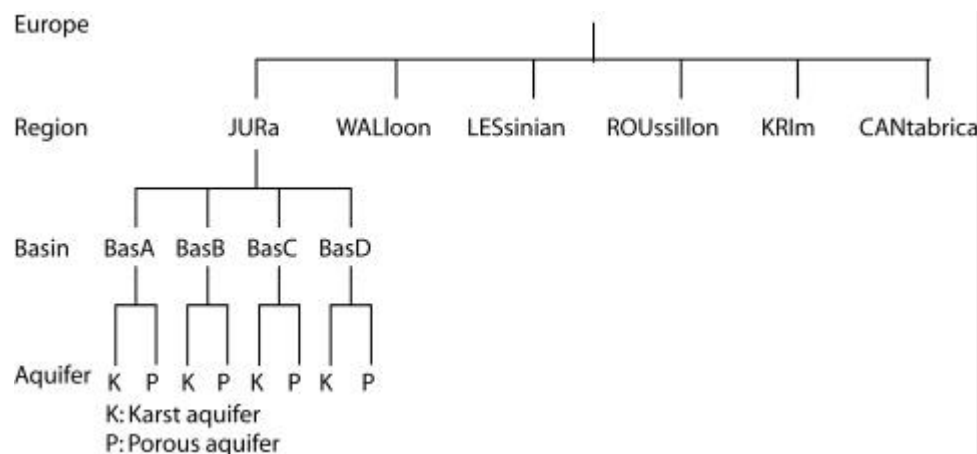 Europe
Region JURa WALloon LESsinian ROUssillon KRIm CANtabrica
Basin BasA BasB BasC BasD
Aquifer K P K P K P K P
K: Karst aquifer
P: Porous aquifer